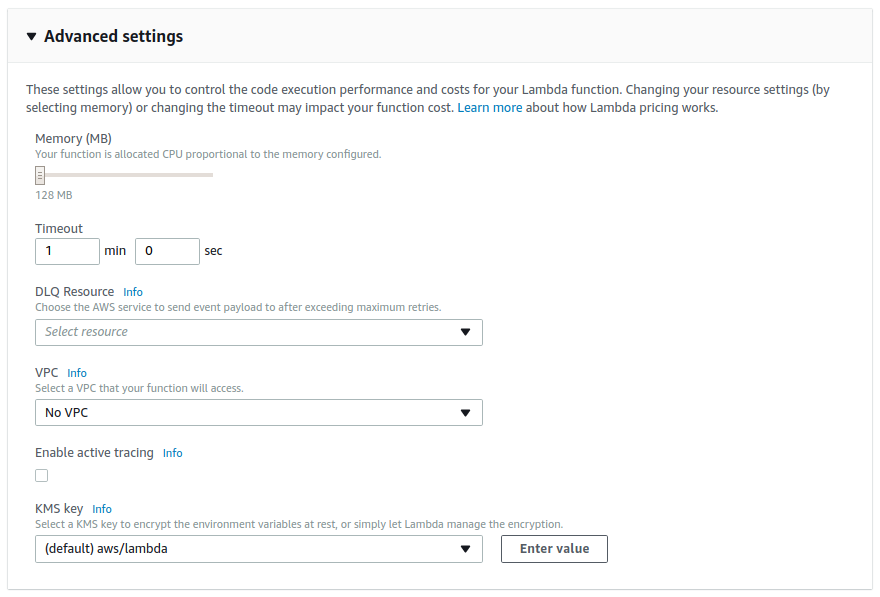 Advanced settings
These settings allow you to control the code execution performance and costs for your Lambda function. Changing your resource settings (by
selecting memory) or changing the timeout may impact your function cost. Learn more about how Lambda pricing works.
Memory (MB)
Your function is allocated CPU proportional to the memory configured.
128 MB
Timeout
1 min 0 sec
DLQ Resource Info
Choose the AWS service to send event payload to after exceeding maximum retries.
Select resource
VPC Info
Select a VPC that your function will access.
No VPC
Enable active tracing Info
KMS key Info
Select a KMS key to encrypt the environment variables at rest, or simply let Lambda manage the encryption.
(default) aws/lambda Enter value